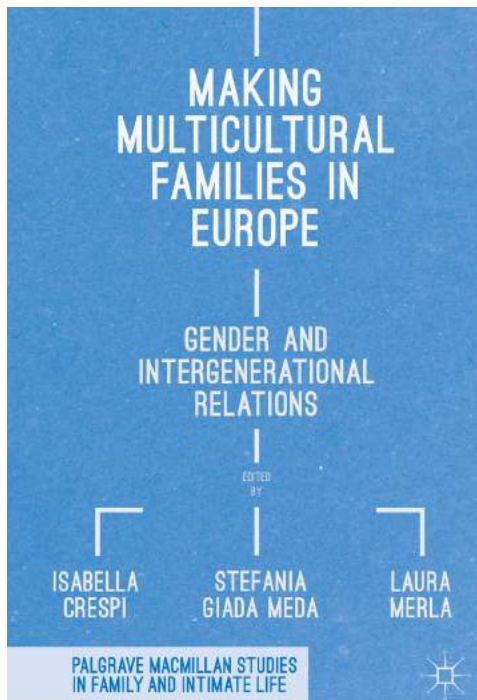 MAKING
MULTICULTURAL
FAMILIES IN
EUROPE
GENDER AND
INTERGENERATIONAL
RELATIONS
EDITED
BY
ISABELLA
CRESPI
STEFANIA
GIADA MEDA
LAURA
MERLA
PALGRAVE MACMILLAN STUDIES
IN FAMILY AND INTIMATE LIFE